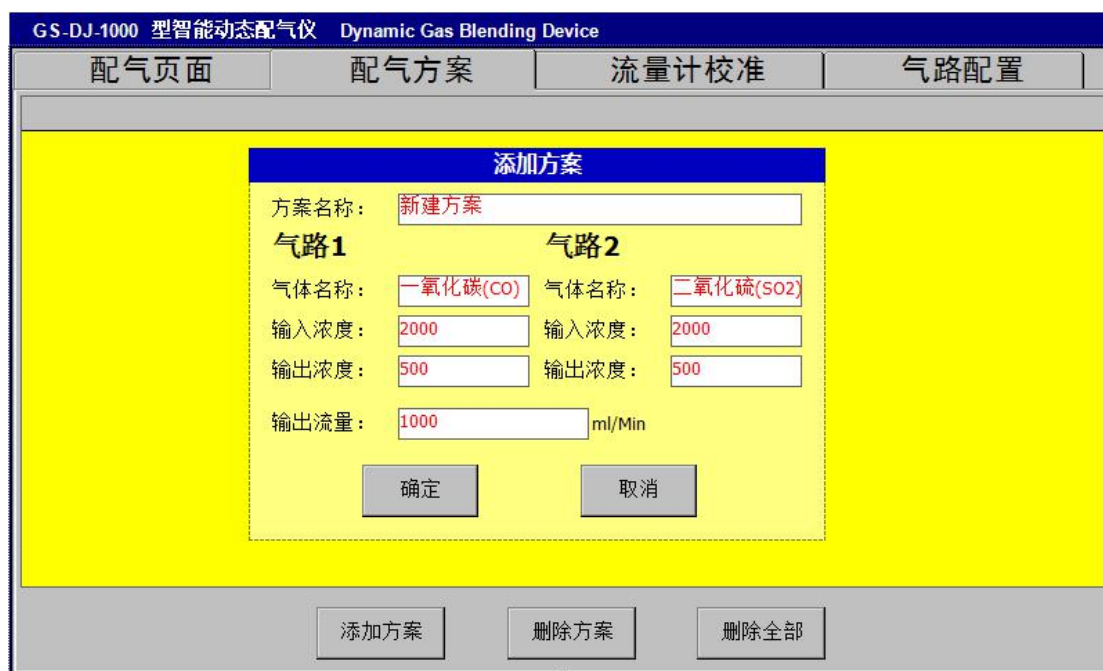 GS-DJ-1000 型智能动态配气仪 Dynamic Gas Blending Device
配气页面 配气方案 流量计校准 气路配置
添加方案
方案名称： 新建方案
气路1 气路2
气体名称： 一氧化碳(CO) 气体名称： 二氧化硫(SO2)
输入浓度： 2000 输入浓度： 2000
输出浓度： 500 输出浓度： 500
输出流量： 1000 ml/Min
确定 取消
添加方案 删除方案 删除全部